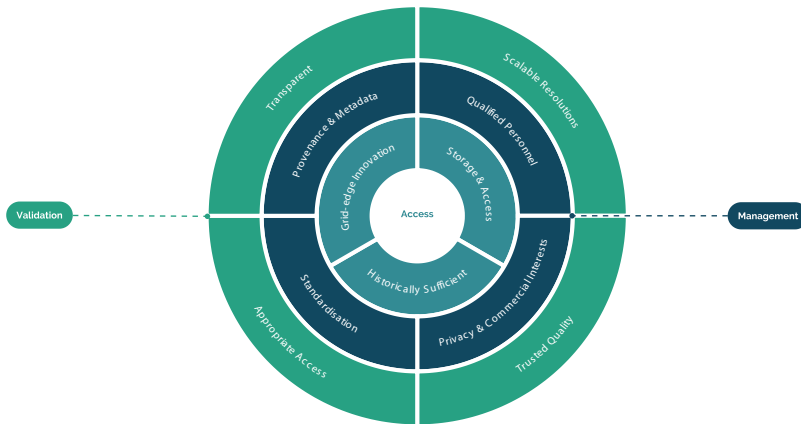 Transparent
Scalable Resolutions
Provenance & Metadata
Qualified Personnel
Grid-edge Innovation
Storage & Access
Access
Validation
Management
Historically Sufficient
Standardisation
Privacy & Commercial Interests
Appropriate Access
Trusted Quality